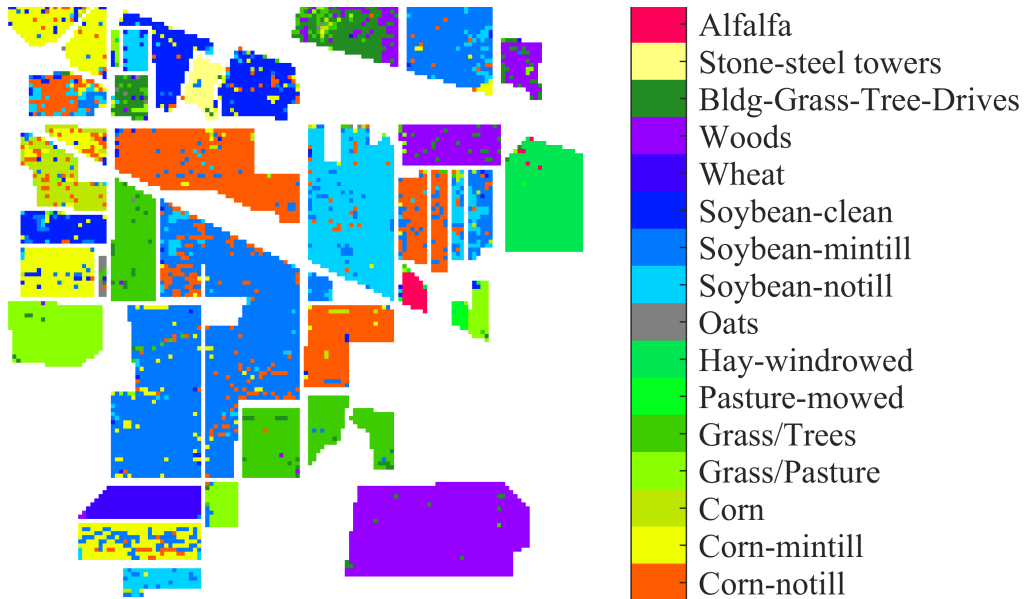 Alfalfa
Stone-steel towers
Bldg-Grass-Tree-Drives
Woods
Wheat
Soybean-clean
Soybean-mintill
Soybean-notill
Oats
Hay-windrowed
Pasture-mowed
Grass/Trees
Grass/Pasture
Corn
Corn-mintill
Corn-notill